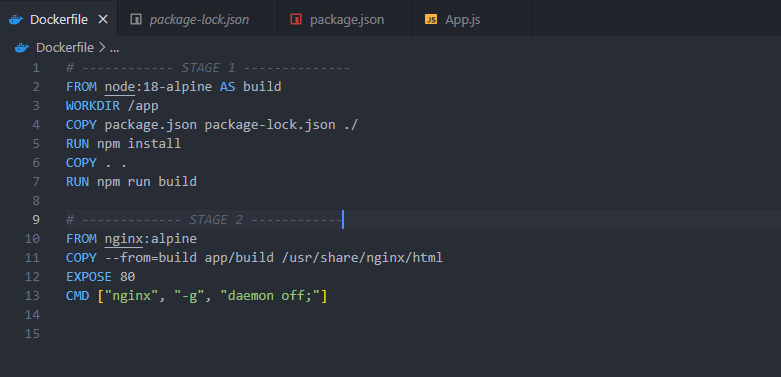 Dockerfile × package-lock.json package.json JS App.js
Dockerfile > ...
1 # ------------ STAGE 1 --------------
2 FROM node:18-alpine AS build
3 WORKDIR /app
4 COPY package.json package-lock.json ./
5 RUN npm install
6 COPY . .
7 RUN npm run build
8
9 # ------------- STAGE 2 ------------
10 FROM nginx:alpine
11 COPY --from=build app/build /usr/share/nginx/html
12 EXPOSE 80
13 CMD ["nginx", "-g", "daemon off;"]
14
15